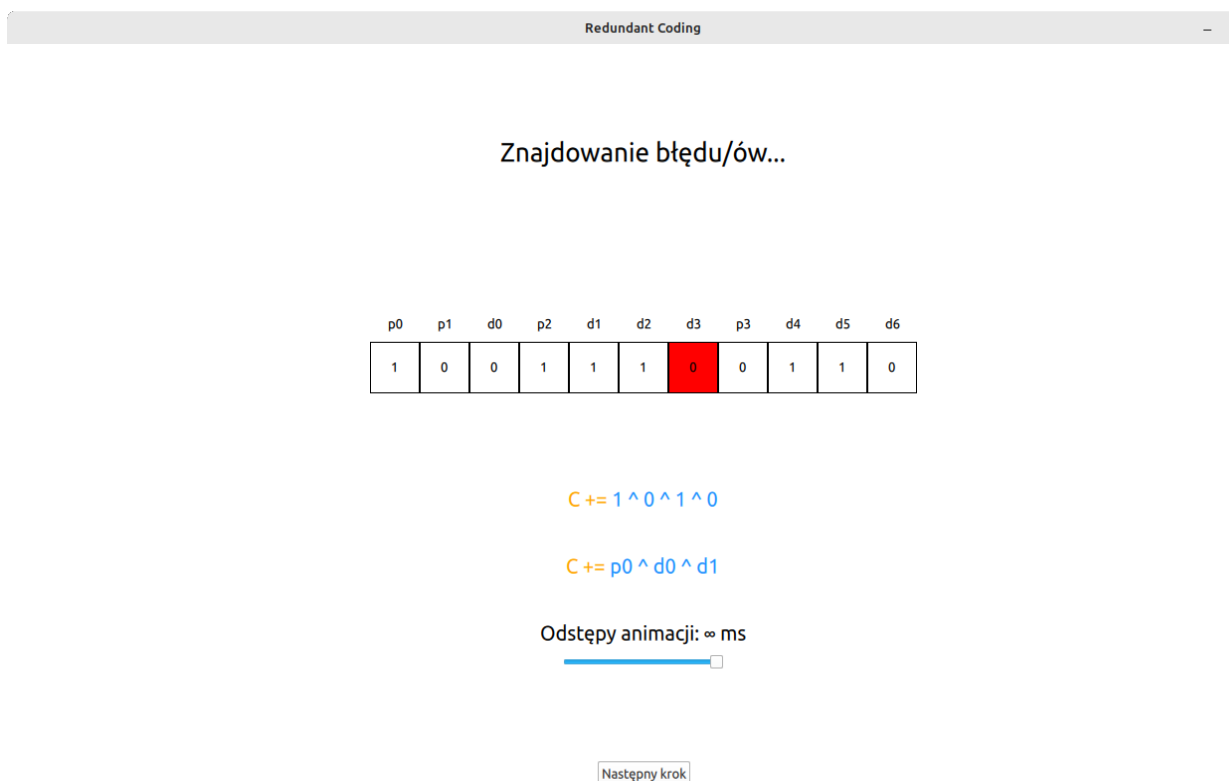 Redundant Coding
Znajdowanie błędu/ów...
p0 p1 d0 p2 d1 d2 d3 p3 d4 d5 d6
1 0 0 1 1 1 0 0 1 1 0
C += 1 ^ 0 ^ 1 ^ 0
C += p0 ^ d0 ^ d1
Odstępy animacji: ∞ ms
Następny krok